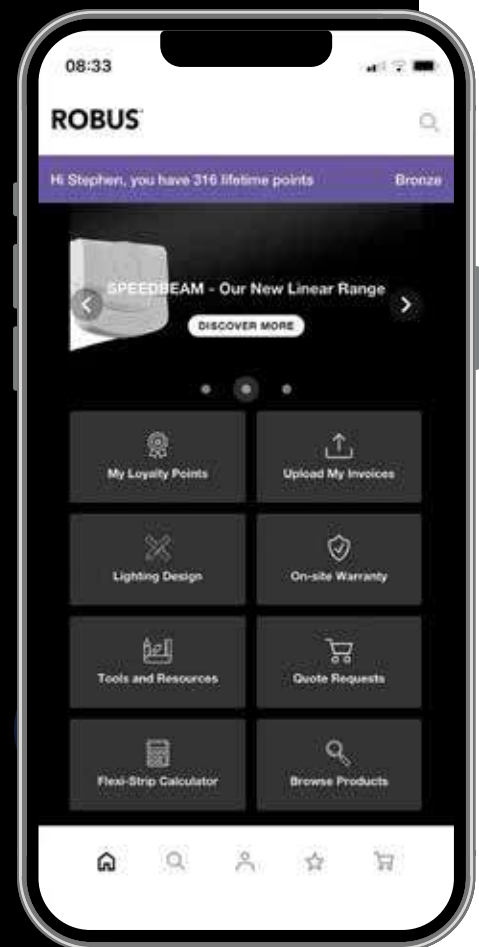 08:33
ROBUS
Hi Stephen, you have 316 lifetime points Bronze
SPEEDBEAM - Our New Linear Range
DISCOVER MORE
My Loyalty Points Upload My Invoices
Lighting Design On-site Warranty
Tools and Resources Quote Requests
Flexi-Strip Calculator Browse Products